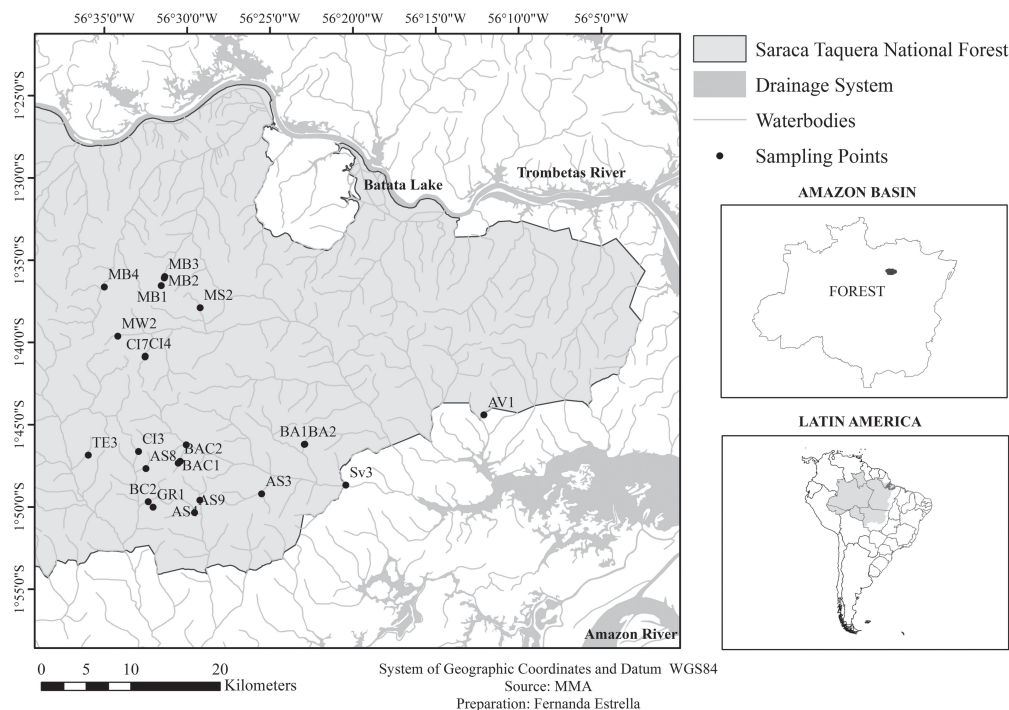 56°35'0"W 56°30'0"W 56°25'0"W 56°20'0"W 56°15'0"W 56°10'0"W 56°5'0"W
1°25'0"S
1°30'0"S
1°35'0"S
1°40'0"S
1°45'0"S
1°50'0"S
1°55'0"S
Batata Lake
Trombetas River
MB4
MB3
MB2
MB1
MS2
MW2
CI7CI4
AV1
BA1BA2
TE3
CI3
BAC2
AS8
BAC1
Sv3
AS3
BC2
GR1
AS9
AS4
Amazon River
Saraca Taquera National Forest
Drainage System
Waterbodies
Sampling Points
AMAZON BASIN
FOREST
LATIN AMERICA
0 5 10 20
Kilometers
System of Geographic Coordinates and Datum WGS84
Source: MMA
Preparation: Fernanda Estrella